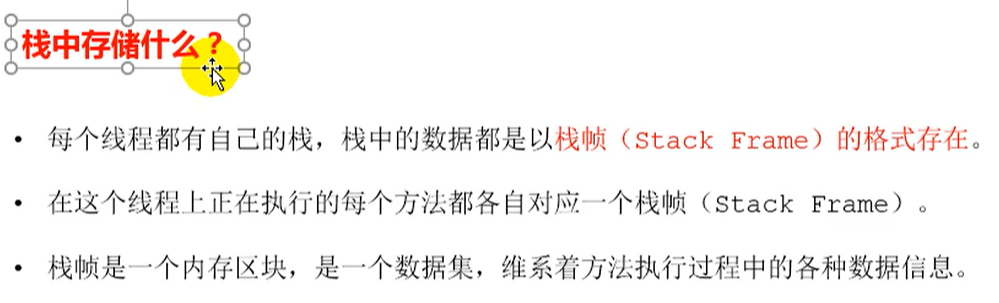 栈中存储什么？
• 每个线程都有自己的栈，栈中的数据都是以栈帧（Stack Frame）的格式存在。
• 在这个线程上正在执行的每个方法都各自对应一个栈帧（Stack Frame）。
• 栈帧是一个内存区块，是一个数据集，维系着方法执行过程中的各种数据信息。